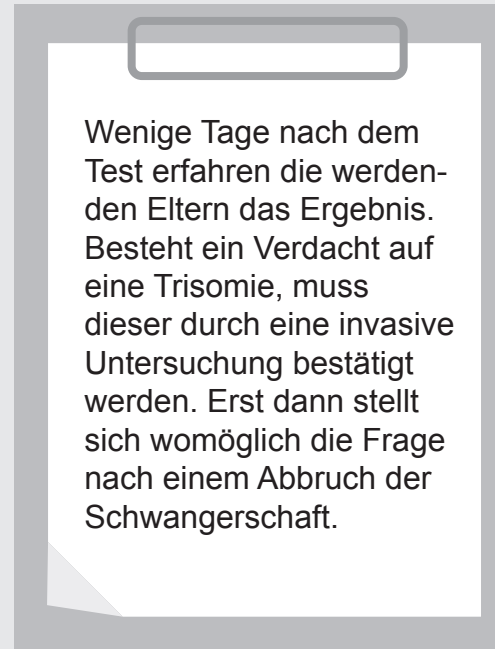 Wenige Tage nach dem
Test erfahren die werden-
den Eltern das Ergebnis.
Besteht ein Verdacht auf
eine Trisomie, muss
dieser durch eine invasive
Untersuchung bestätigt
werden. Erst dann stellt
sich womöglich die Frage
nach einem Abbruch der
Schwangerschaft.